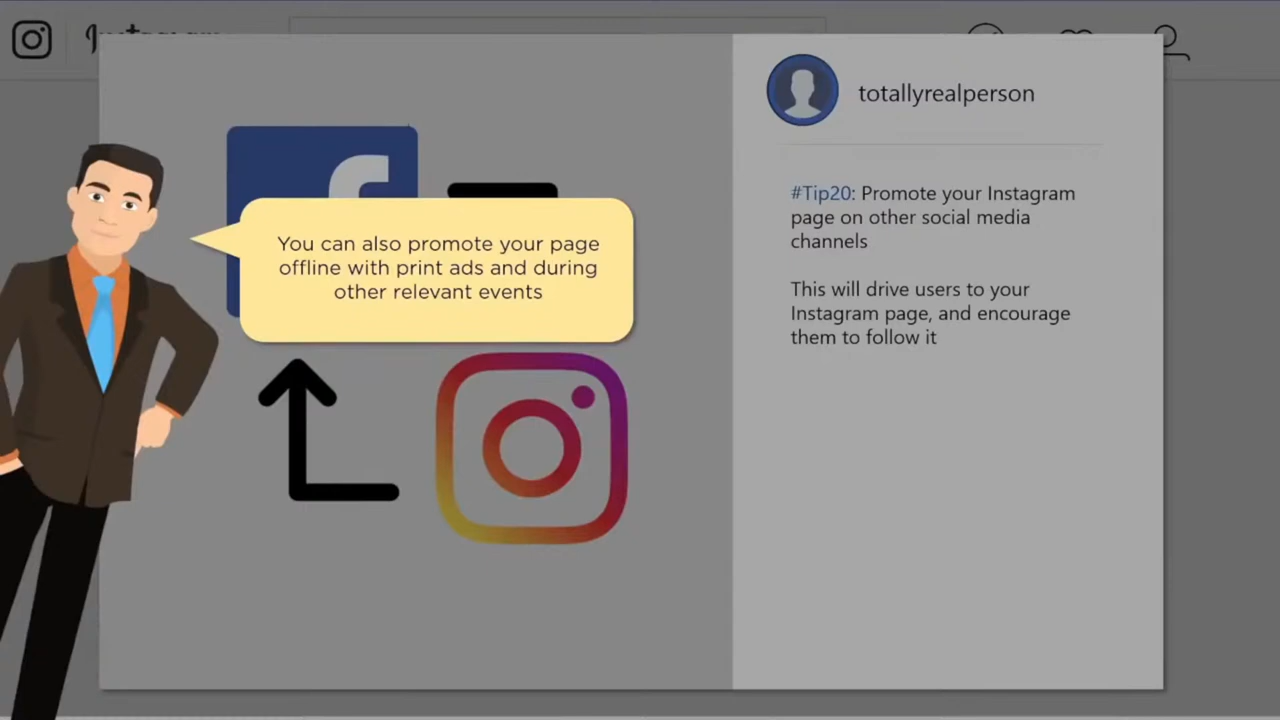 Instagram
totallyrealperson
#Tip20: Promote your Instagram
page on other social media
channels
This will drive users to your
Instagram page, and encourage
them to follow it
You can also promote your page
offline with print ads and during
other relevant events